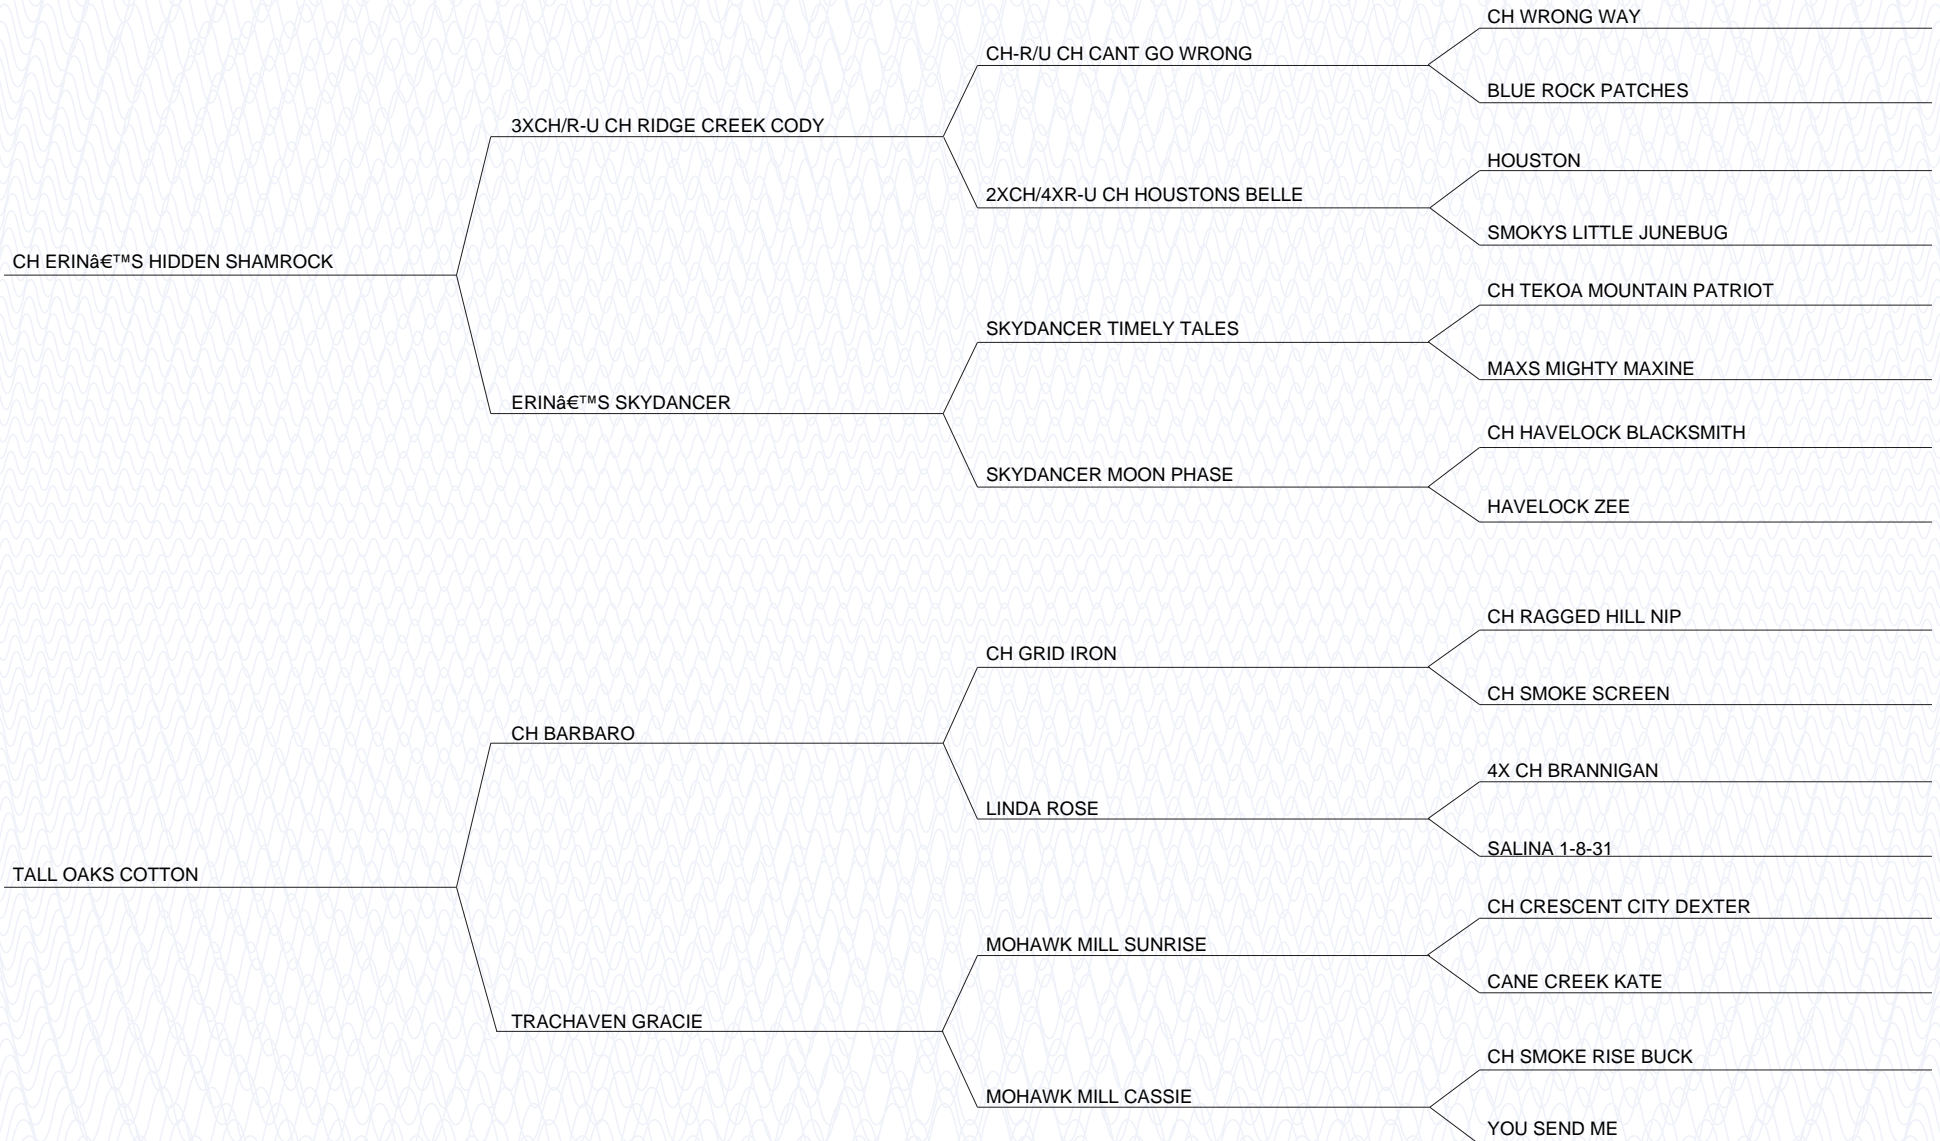 CH WRONG WAY
CH-R/U CH CANT GO WRONG
BLUE ROCK PATCHES
3XCH/R-U CH RIDGE CREEK CODY
HOUSTON
2XCH/4XR-U CH HOUSTONS BELLE
SMOKYS LITTLE JUNEBUG
CH ERINâ€™S HIDDEN SHAMROCK
CH TEKOA MOUNTAIN PATRIOT
SKYDANCER TIMELY TALES
MAXS MIGHTY MAXINE
ERINâ€™S SKYDANCER
CH HAVELOCK BLACKSMITH
SKYDANCER MOON PHASE
HAVELOCK ZEE
CH RAGGED HILL NIP
CH GRID IRON
CH SMOKE SCREEN
CH BARBARO
4X CH BRANNIGAN
LINDA ROSE
SALINA 1-8-31
TALL OAKS COTTON
CH CRESCENT CITY DEXTER
MOHAWK MILL SUNRISE
CANE CREEK KATE
TRACHAVEN GRACIE
CH SMOKE RISE BUCK
MOHAWK MILL CASSIE
YOU SEND ME